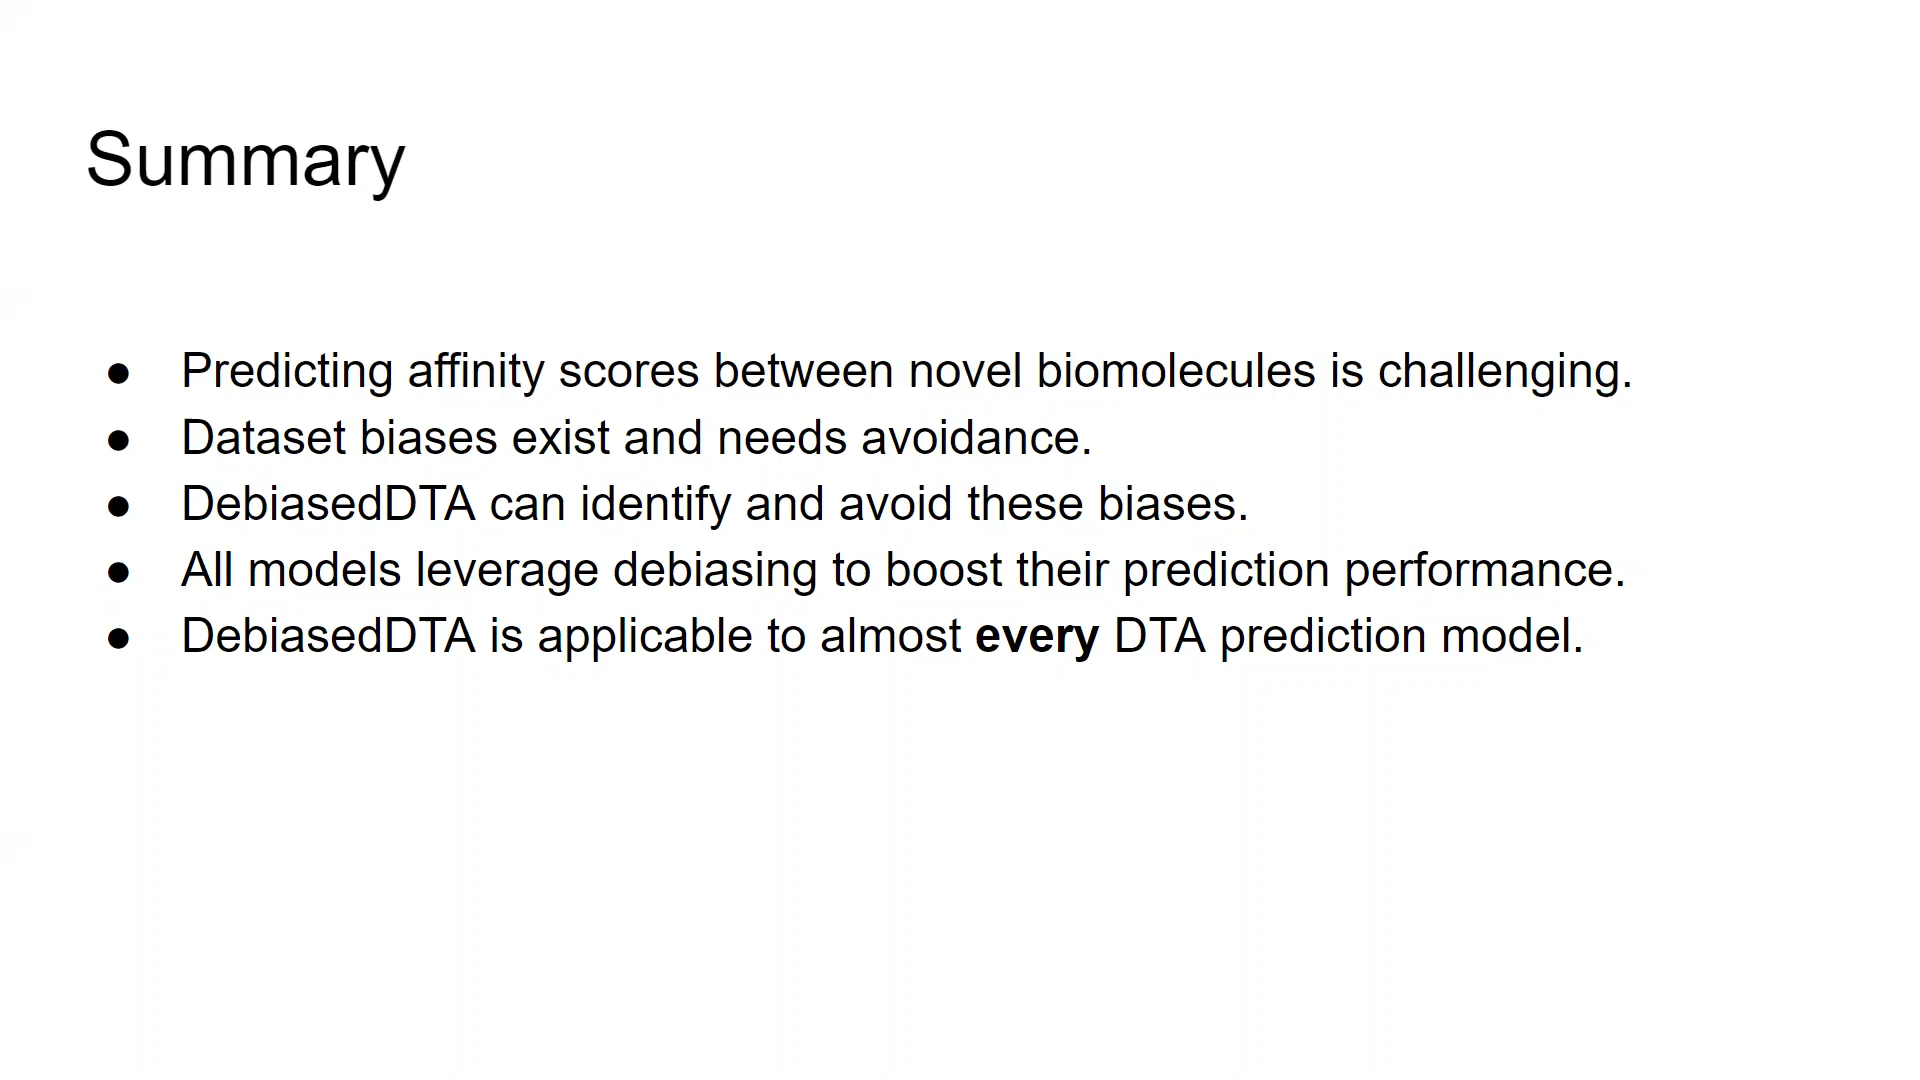 Summary
● Predicting affinity scores between novel biomolecules is challenging.
● Dataset biases exist and needs avoidance.
● DebiasedDTA can identify and avoid these biases.
● All models leverage debiasing to boost their prediction performance.
● DebiasedDTA is applicable to almost every DTA prediction model.